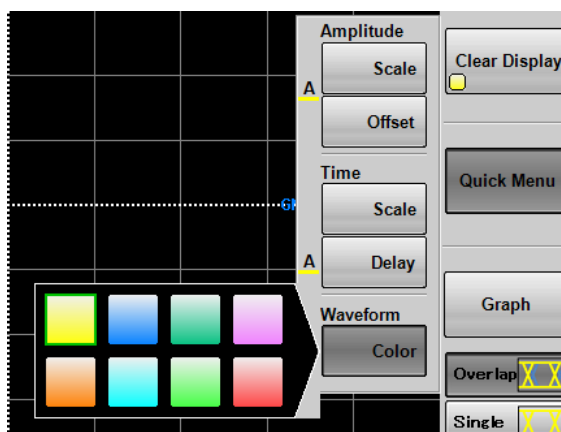 Amplitude
Scale
A
Offset
Time
Scale
A
Delay
Waveform
Color
Clear Display
Quick Menu
Graph
Overlap
Single